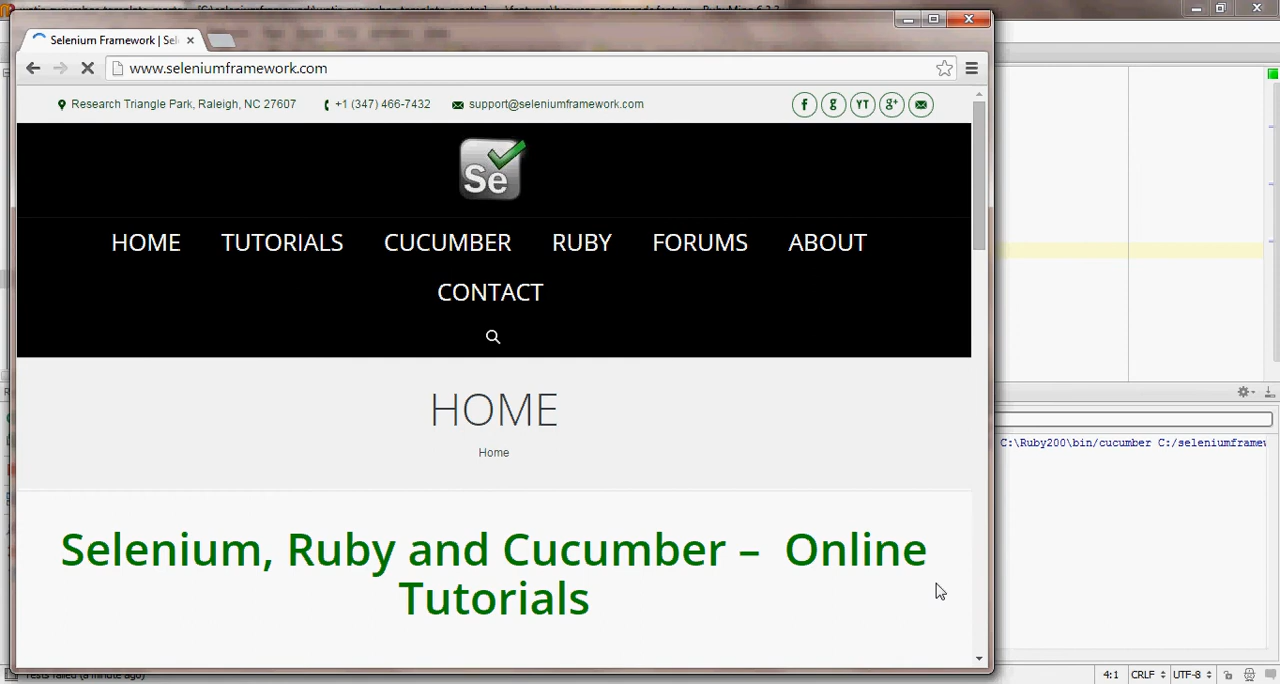 Selenium Framework | Sel
www.seleniumframework.com
Research Triangle Park, Raleigh, NC 27607 +1 (347) 466-7432 support@seleniumframework.com
f g YT g+
Se
HOME TUTORIALS CUCUMBER RUBY FORUMS ABOUT
CONTACT
HOME
Home
Selenium, Ruby and Cucumber – Online
Tutorials
C:\Ruby200\bin/cucumber C:/seleniumframew
4:1 CRLF UTF-8